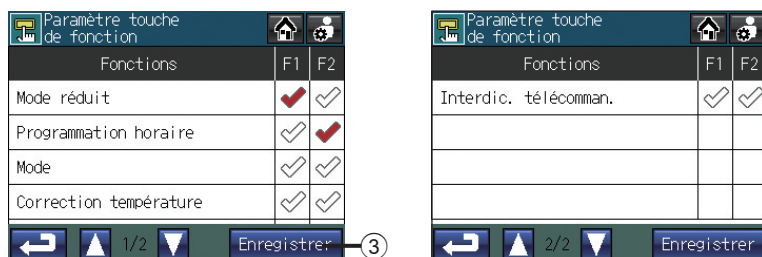 Paramètre touche
de fonction
Fonctions F1 F2
Mode réduit
Programmation horaire
Mode
Correction température
1/2 Enregistrer 3
Paramètre touche
de fonction
Fonctions F1 F2
Interdic. télécomman.
2/2 Enregistrer